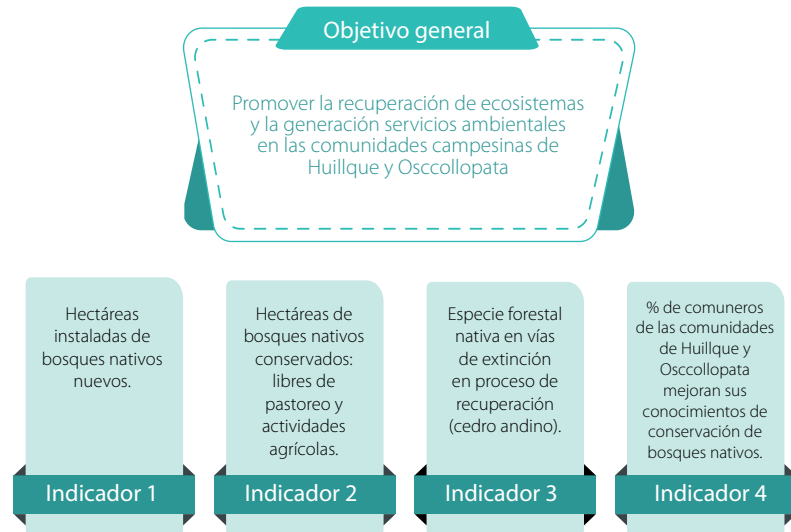 Objetivo general
Promover la recuperación de ecosistemas
y la generación servicios ambientales
en las comunidades campesinas de
Huillque y Osccollopata
Hectáreas
instaladas de
bosques nativos
nuevos.
Indicador 1
Hectáreas de
bosques nativos
conservados:
libres de
pastoreo y
actividades
agrícolas.
Indicador 2
Especie forestal
nativa en vías
de extinción
en proceso de
recuperación
(cedro andino).
Indicador 3
% de comuneros
de las comunidades
de Huillque y
Osccollopata
mejoran sus
conocimientos de
conservación de
bosques nativos.
Indicador 4